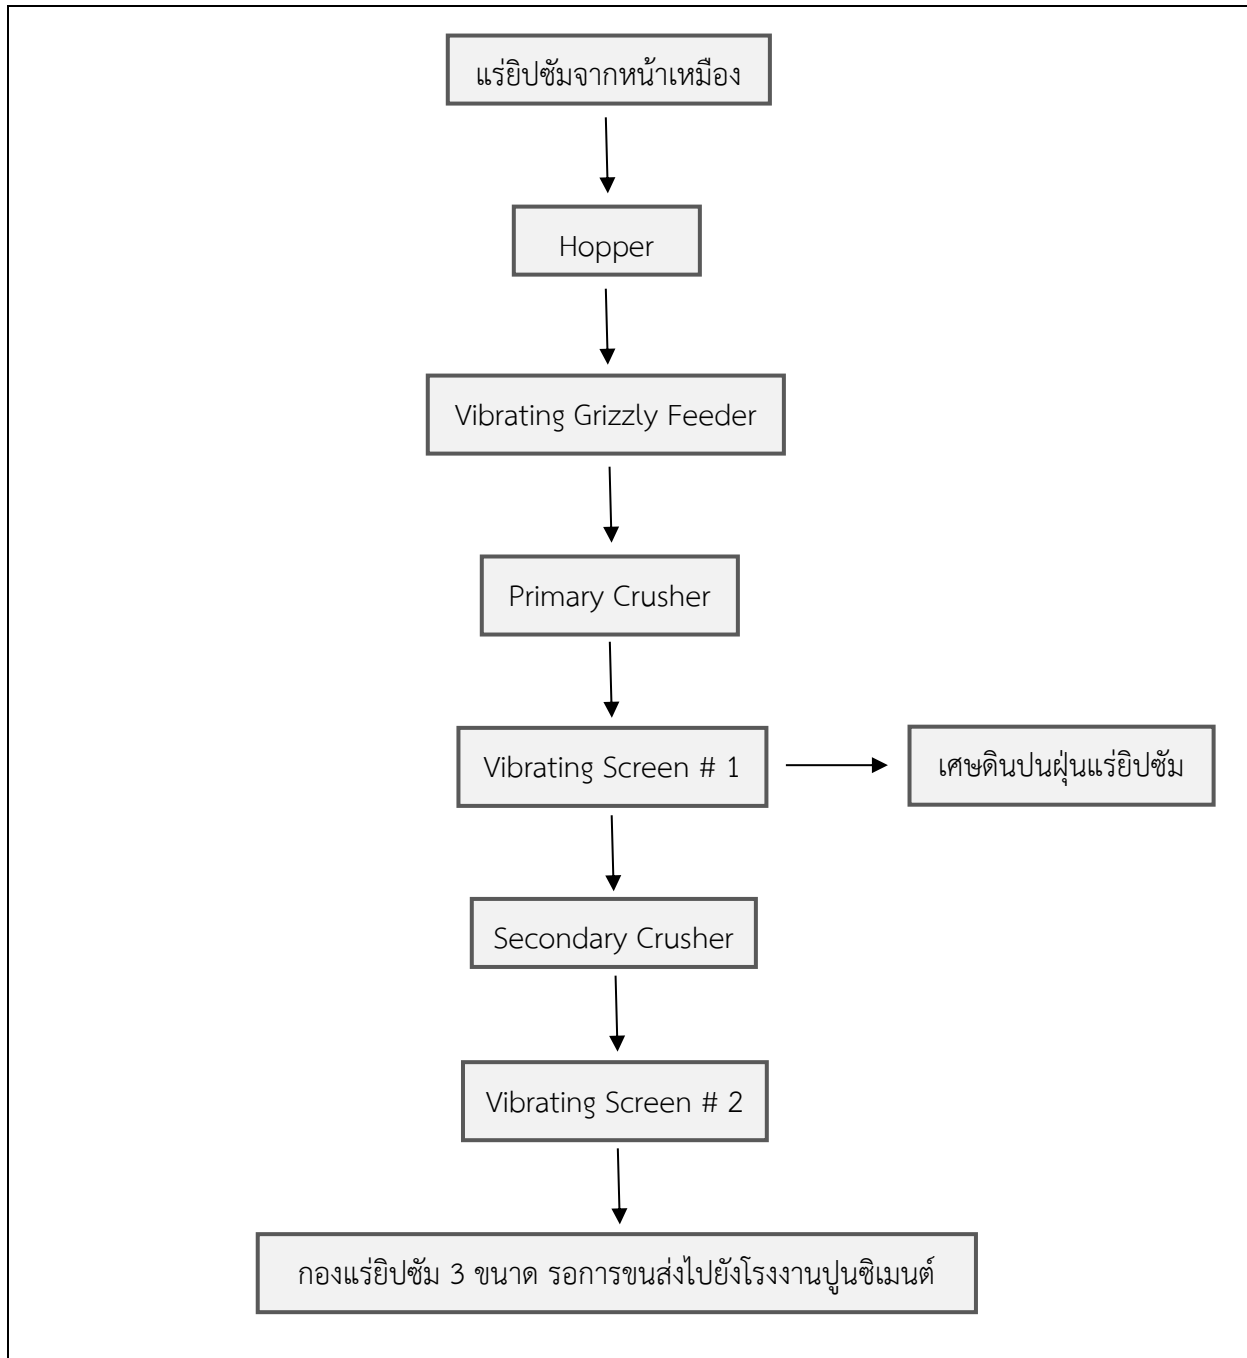 แร่ยิปซัมจากหน้าเหมือง
Hopper
Vibrating Grizzly Feeder
Primary Crusher
Vibrating Screen # 1
เศษดินปนฝุ่นแร่ยิปซัม
Secondary Crusher
Vibrating Screen # 2
กองแร่ยิปซัม 3 ขนาด รอการขนส่งไปยังโรงงานปูนซิเมนต์